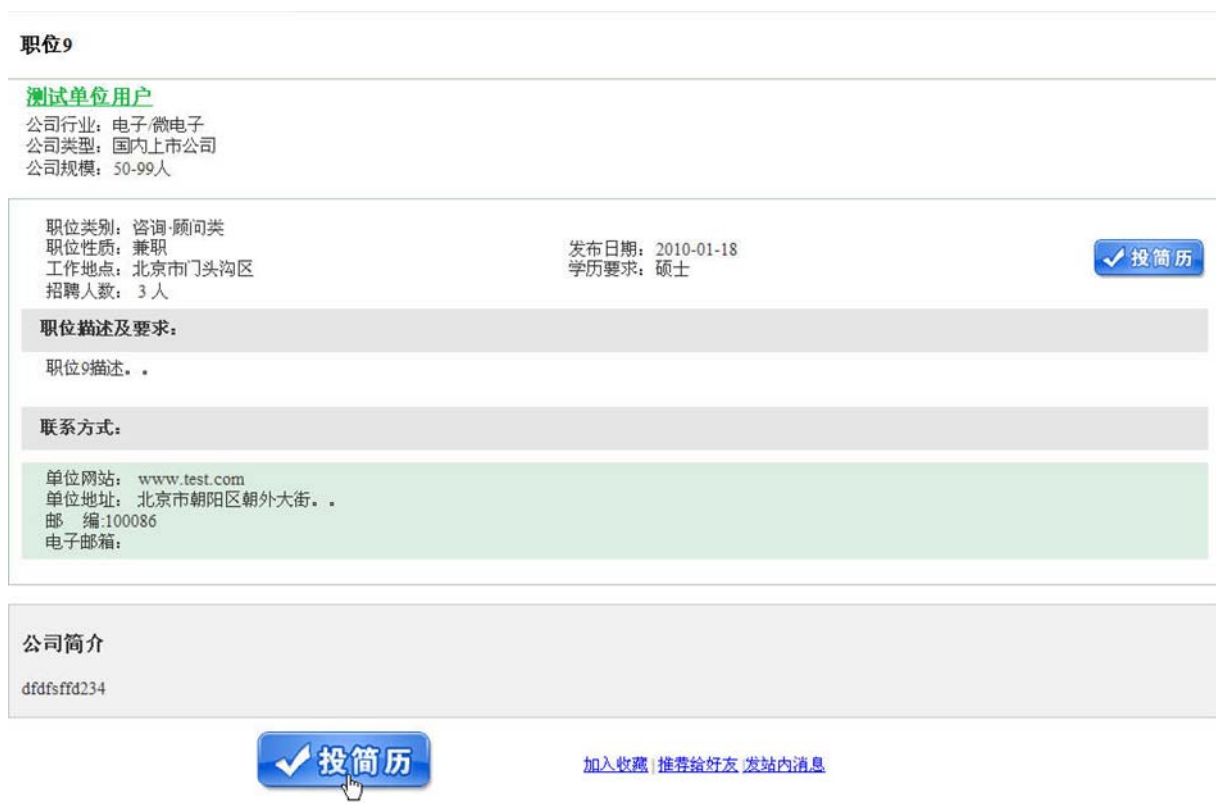 职位9
测试单位用户
公司行业：电子/微电子
公司类型：国内上市公司
公司规模：50-99人
职位类别：咨询·顾问类
职位性质：兼职
工作地点：北京市门头沟区
招聘人数： 3 人
发布日期：2010-01-18
学历要求：硕士
投简历
职位描述及要求：
职位9描述。。
联系方式：
单位网站： www.test.com
单位地址： 北京市朝阳区朝外大街。。
邮 编:100086
电子邮箱：
公司简介
dfdfsffd234
投简历
加入收藏 | 推荐给好友 |发站内消息